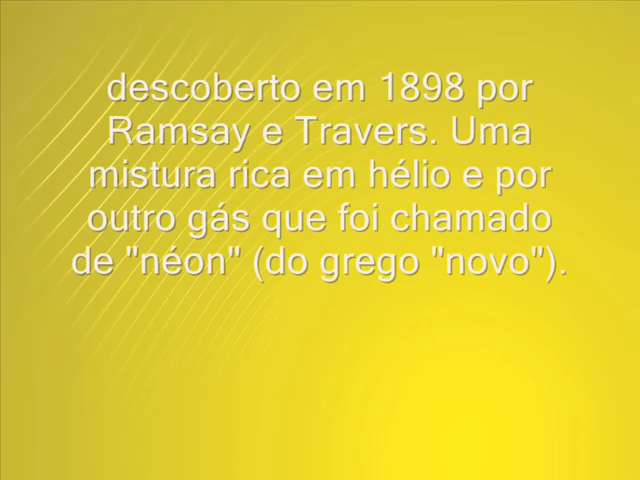 descoberto em 1898 por
Ramsay e Travers. Uma
mistura rica em hélio e por
outro gás que foi chamado
de "néon" (do grego "novo").